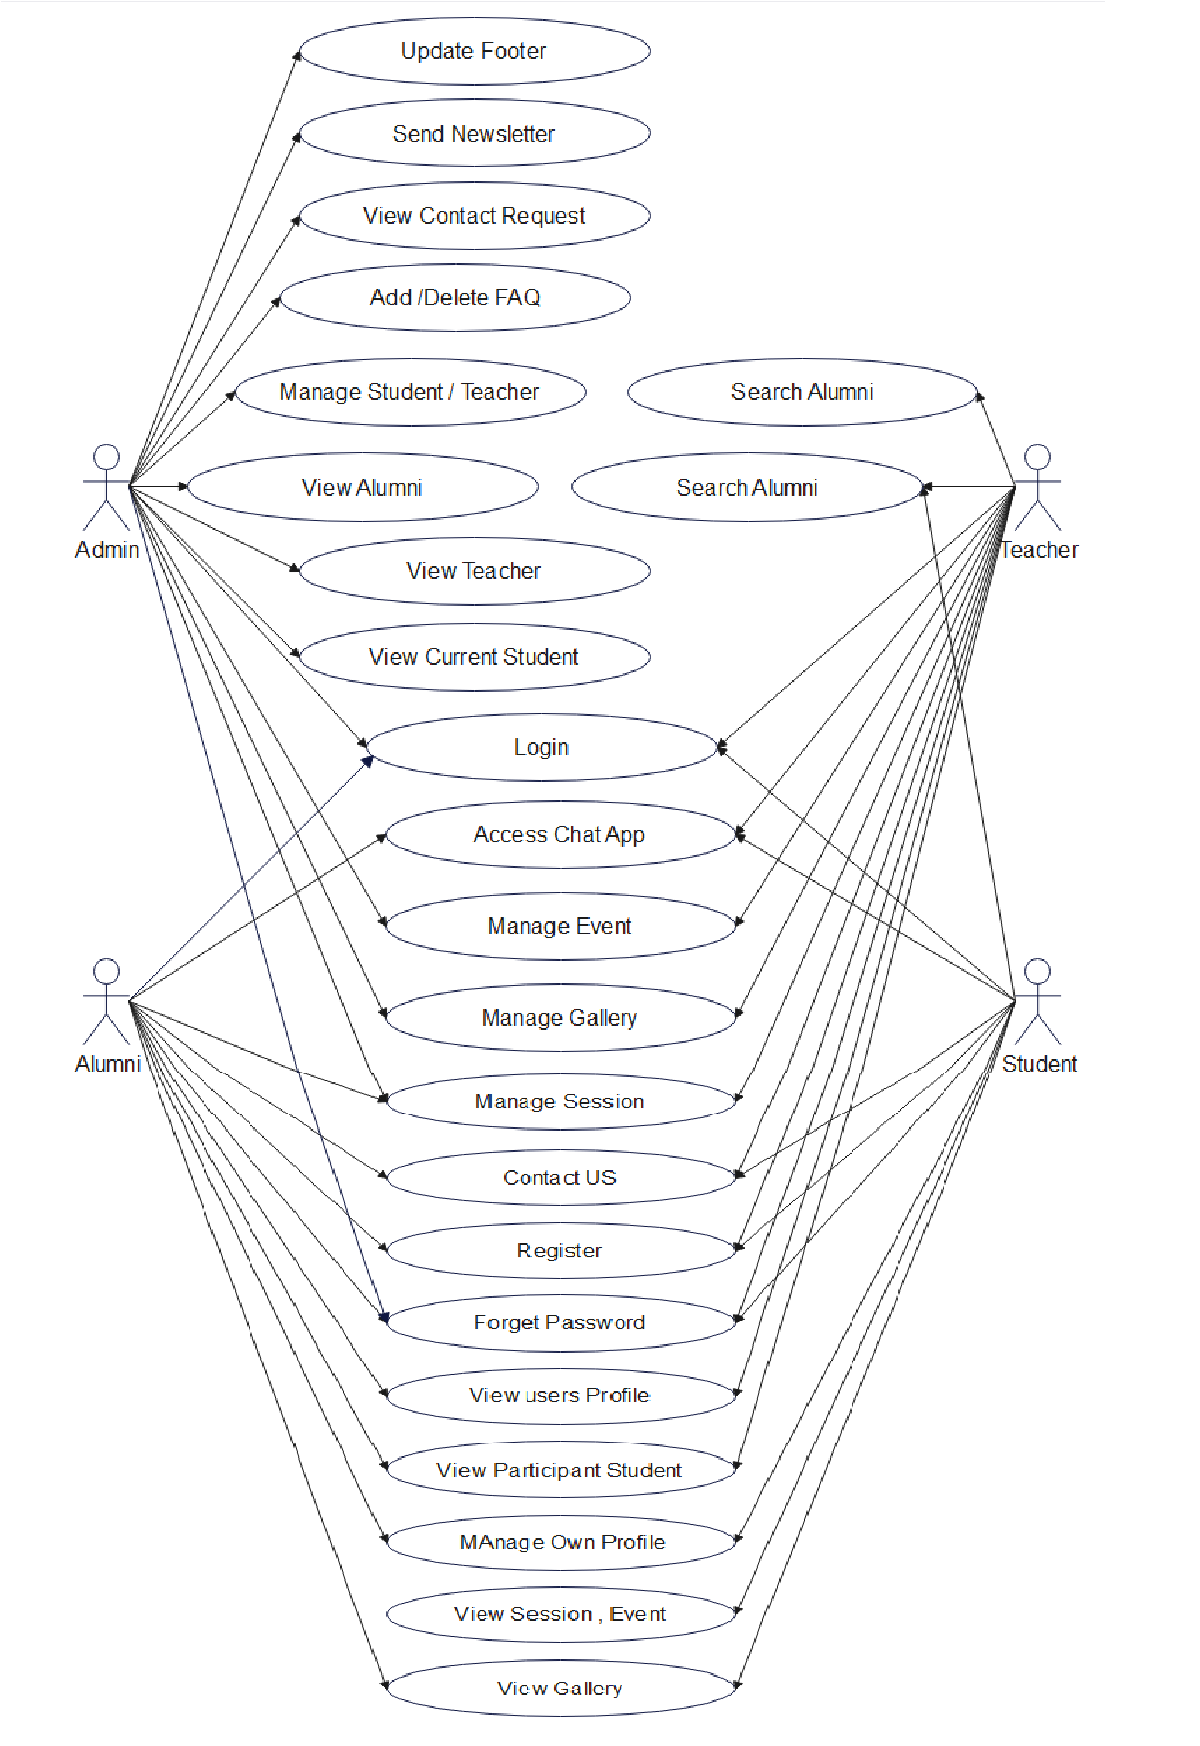 Update Footer
Send Newsletter
View Contact Request
Add /Delete FAQ
Manage Student / Teacher
Search Alumni
View Alumni
Search Alumni
Admin
Teacher
View Teacher
View Current Student
Login
Access Chat App
Manage Event
Manage Gallery
Alumni
Student
Manage Session
Contact US
Register
Forget Password
View users Profile
View Participant Student
MAnage Own Profile
View Session , Event
View Gallery